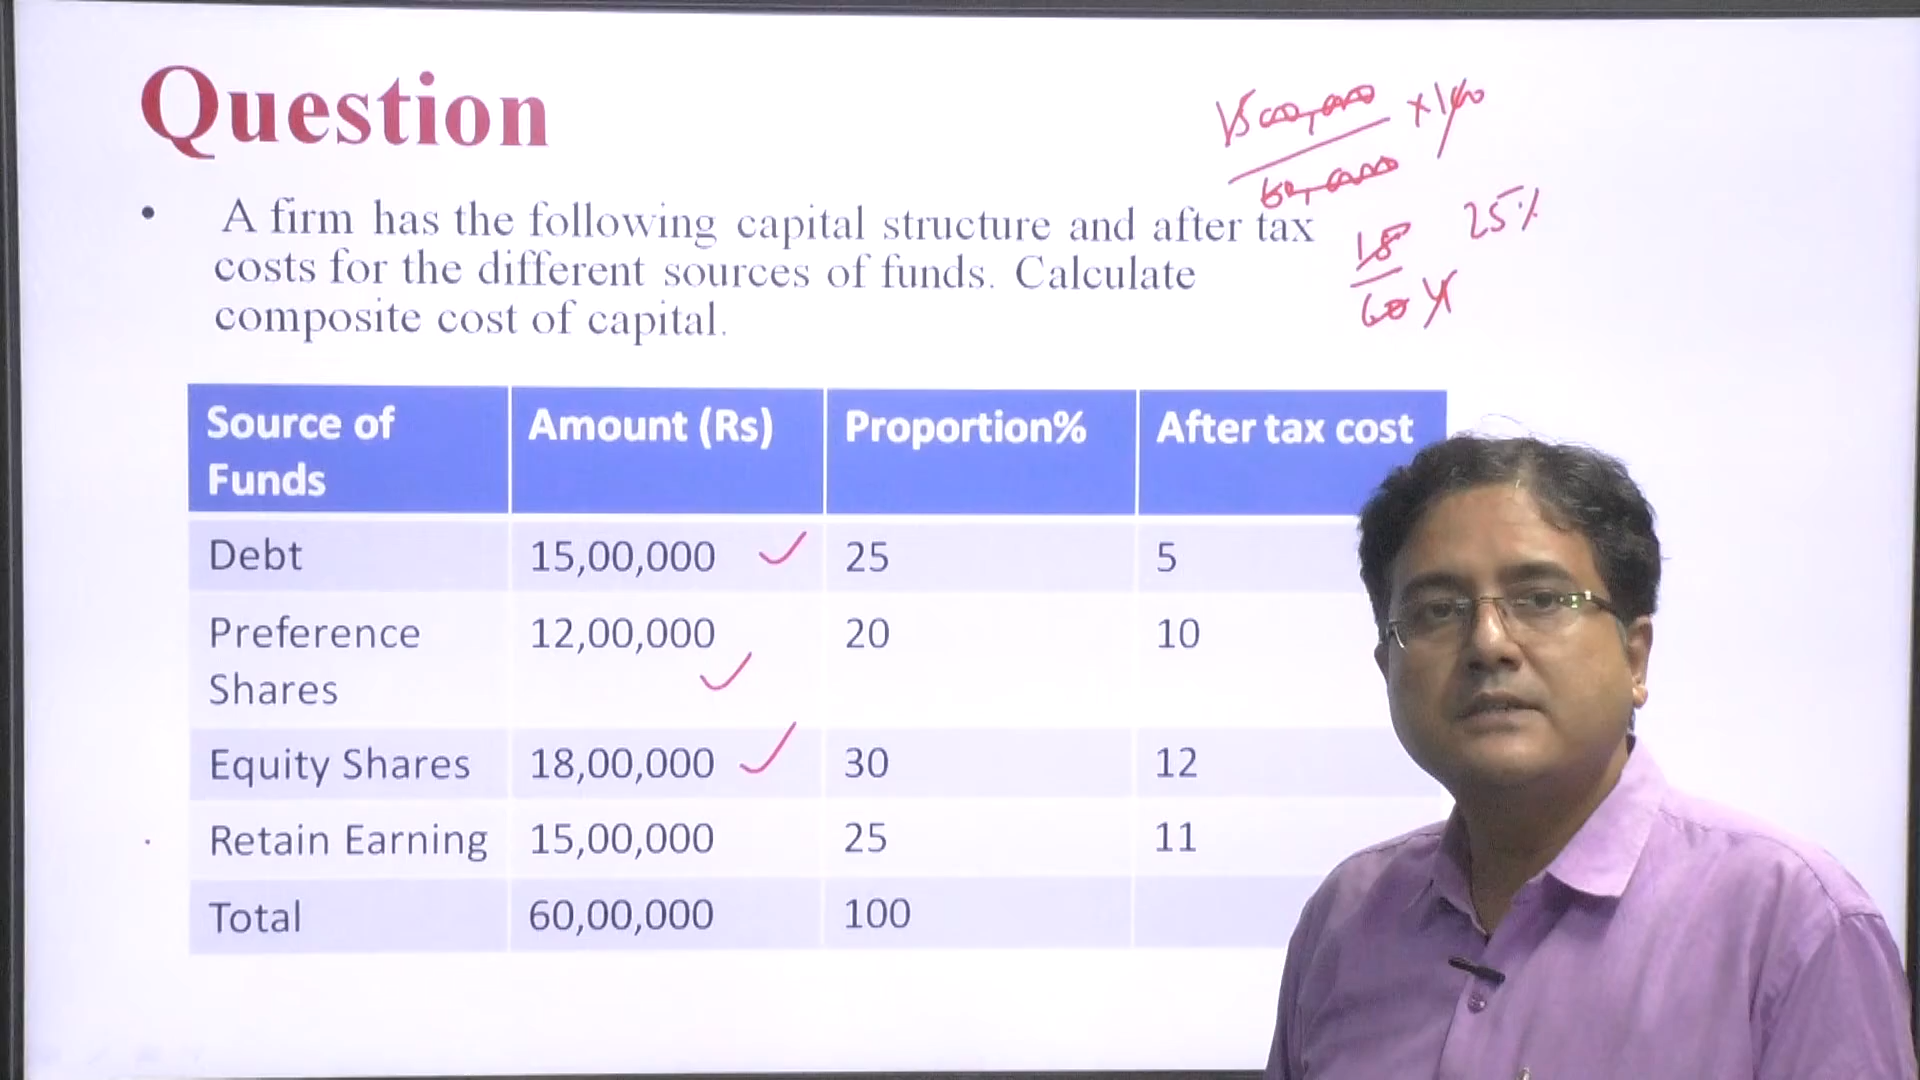 Question
• A firm has the following capital structure and after tax
costs for the different sources of funds. Calculate
composite cost of capital.
Source of Funds Amount (Rs) Proportion% After tax cost
Debt 15,00,000 25 5
Preference Shares 12,00,000 20 10
Equity Shares 18,00,000 30 12
Retain Earning 15,00,000 25 11
Total 60,00,000 100
×100
25%